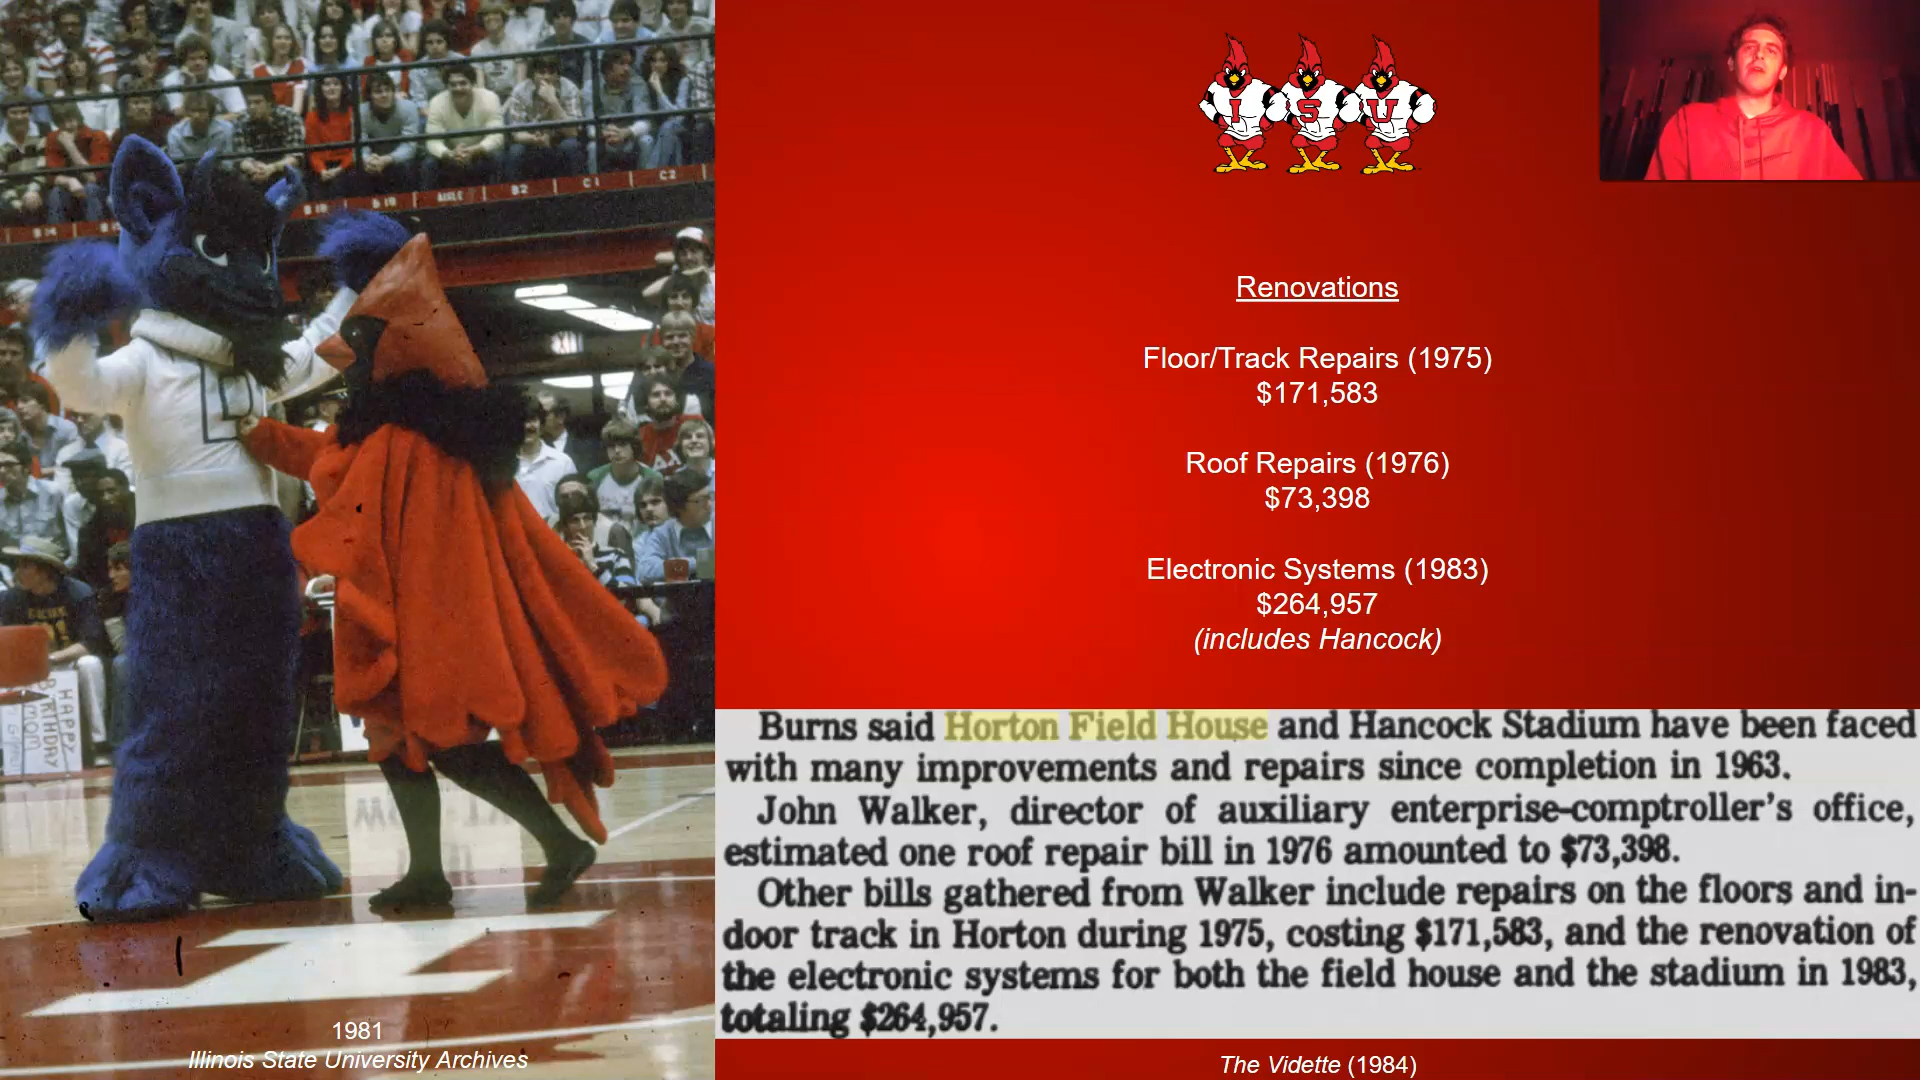 I S U
Renovations
Floor/Track Repairs (1975)
$171,583
Roof Repairs (1976)
$73,398
Electronic Systems (1983)
$264,957
(includes Hancock)
Burns said Horton Field House and Hancock Stadium have been faced
with many improvements and repairs since completion in 1963.
John Walker, director of auxiliary enterprise-comptroller's office,
estimated one roof repair bill in 1976 amounted to $73,398.
Other bills gathered from Walker include repairs on the floors and in-
door track in Horton during 1975, costing $171,583, and the renovation of
the electronic systems for both the field house and the stadium in 1983,
totaling $264,957.
The Vidette (1984)
AISLE B2 C1 C2
D
HAPPY
BIRTHDAY
MOM
1981
Illinois State University Archives